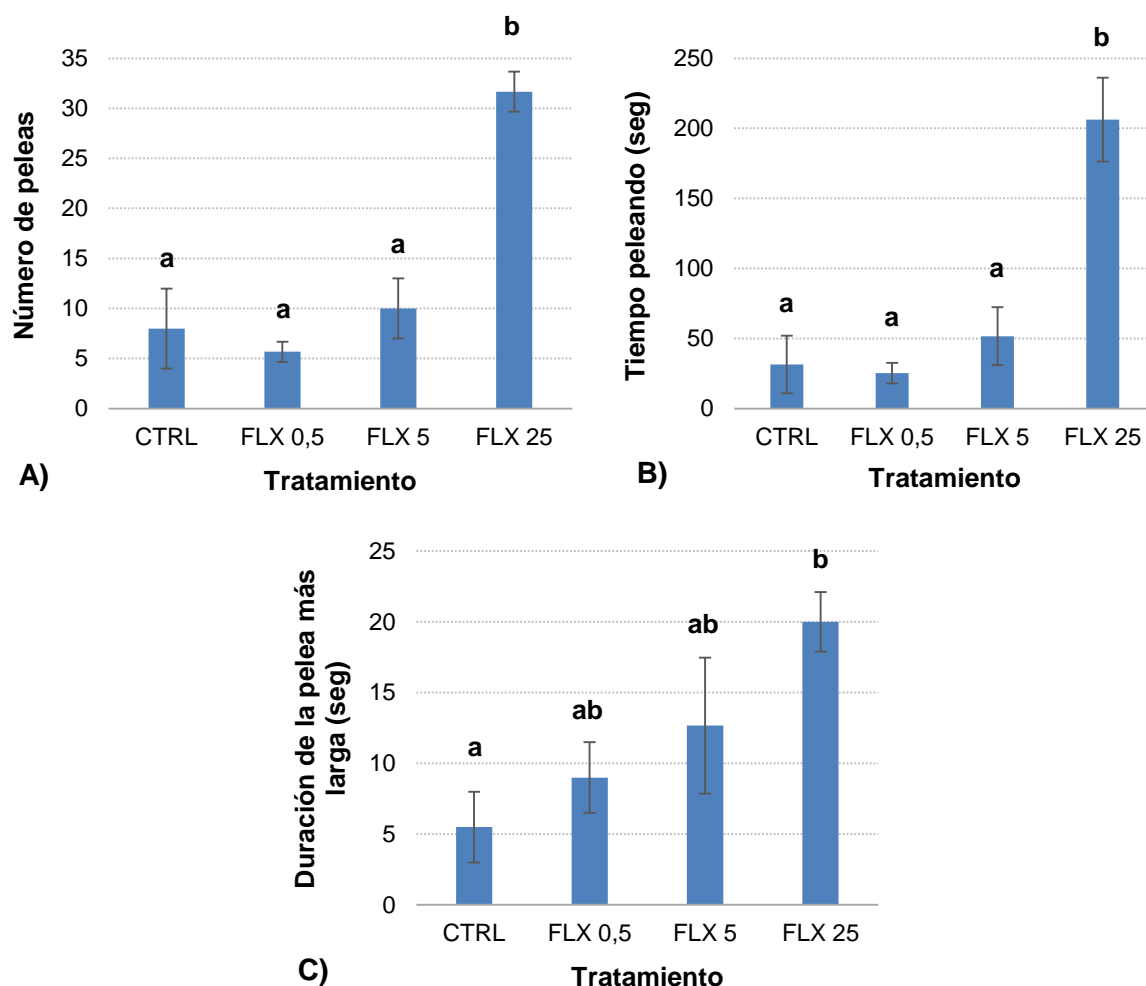 Número de peleas
35
30
25
20
15
10
5
0
a
a
a
b
CTRL
FLX 0,5
FLX 5
FLX 25
A)
Tratamiento
Tiempo peleando (seg)
250
200
150
100
50
0
a
a
a
b
CTRL
FLX 0,5
FLX 5
FLX 25
B)
Tratamiento
Duración de la pelea más
larga (seg)
25
20
15
10
5
0
a
ab
ab
b
CTRL
FLX 0,5
FLX 5
FLX 25
C)
Tratamiento